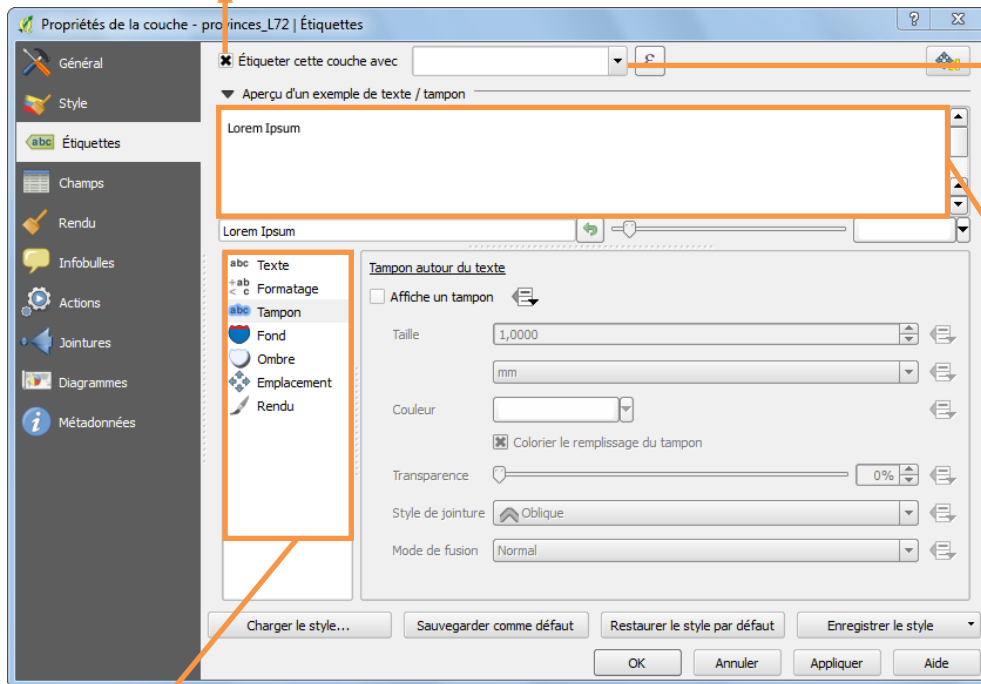 Propriétés de la couche - provinces_L72 | Étiquettes
Général
Style
Étiquettes
Champs
Rendu
Infobulles
Actions
Jointures
Diagrammes
Métadonnées
Étiqueter cette couche avec
ε
Aperçu d'un exemple de texte / tampon
Lorem Ipsum
Lorem Ipsum
abc Texte
Formatage
abc Tampon
Fond
Ombre
Emplacement
Rendu
Tampon autour du texte
Affiche un tampon
Taille 1,0000
mm
Couleur
Colorier le remplissage du tampon
Transparence 0%
Style de jointure Oblique
Mode de fusion Normal
Charger le style... Sauvegarder comme défaut Restaurer le style par défaut Enregistrer le style
OK Annuler Appliquer Aide